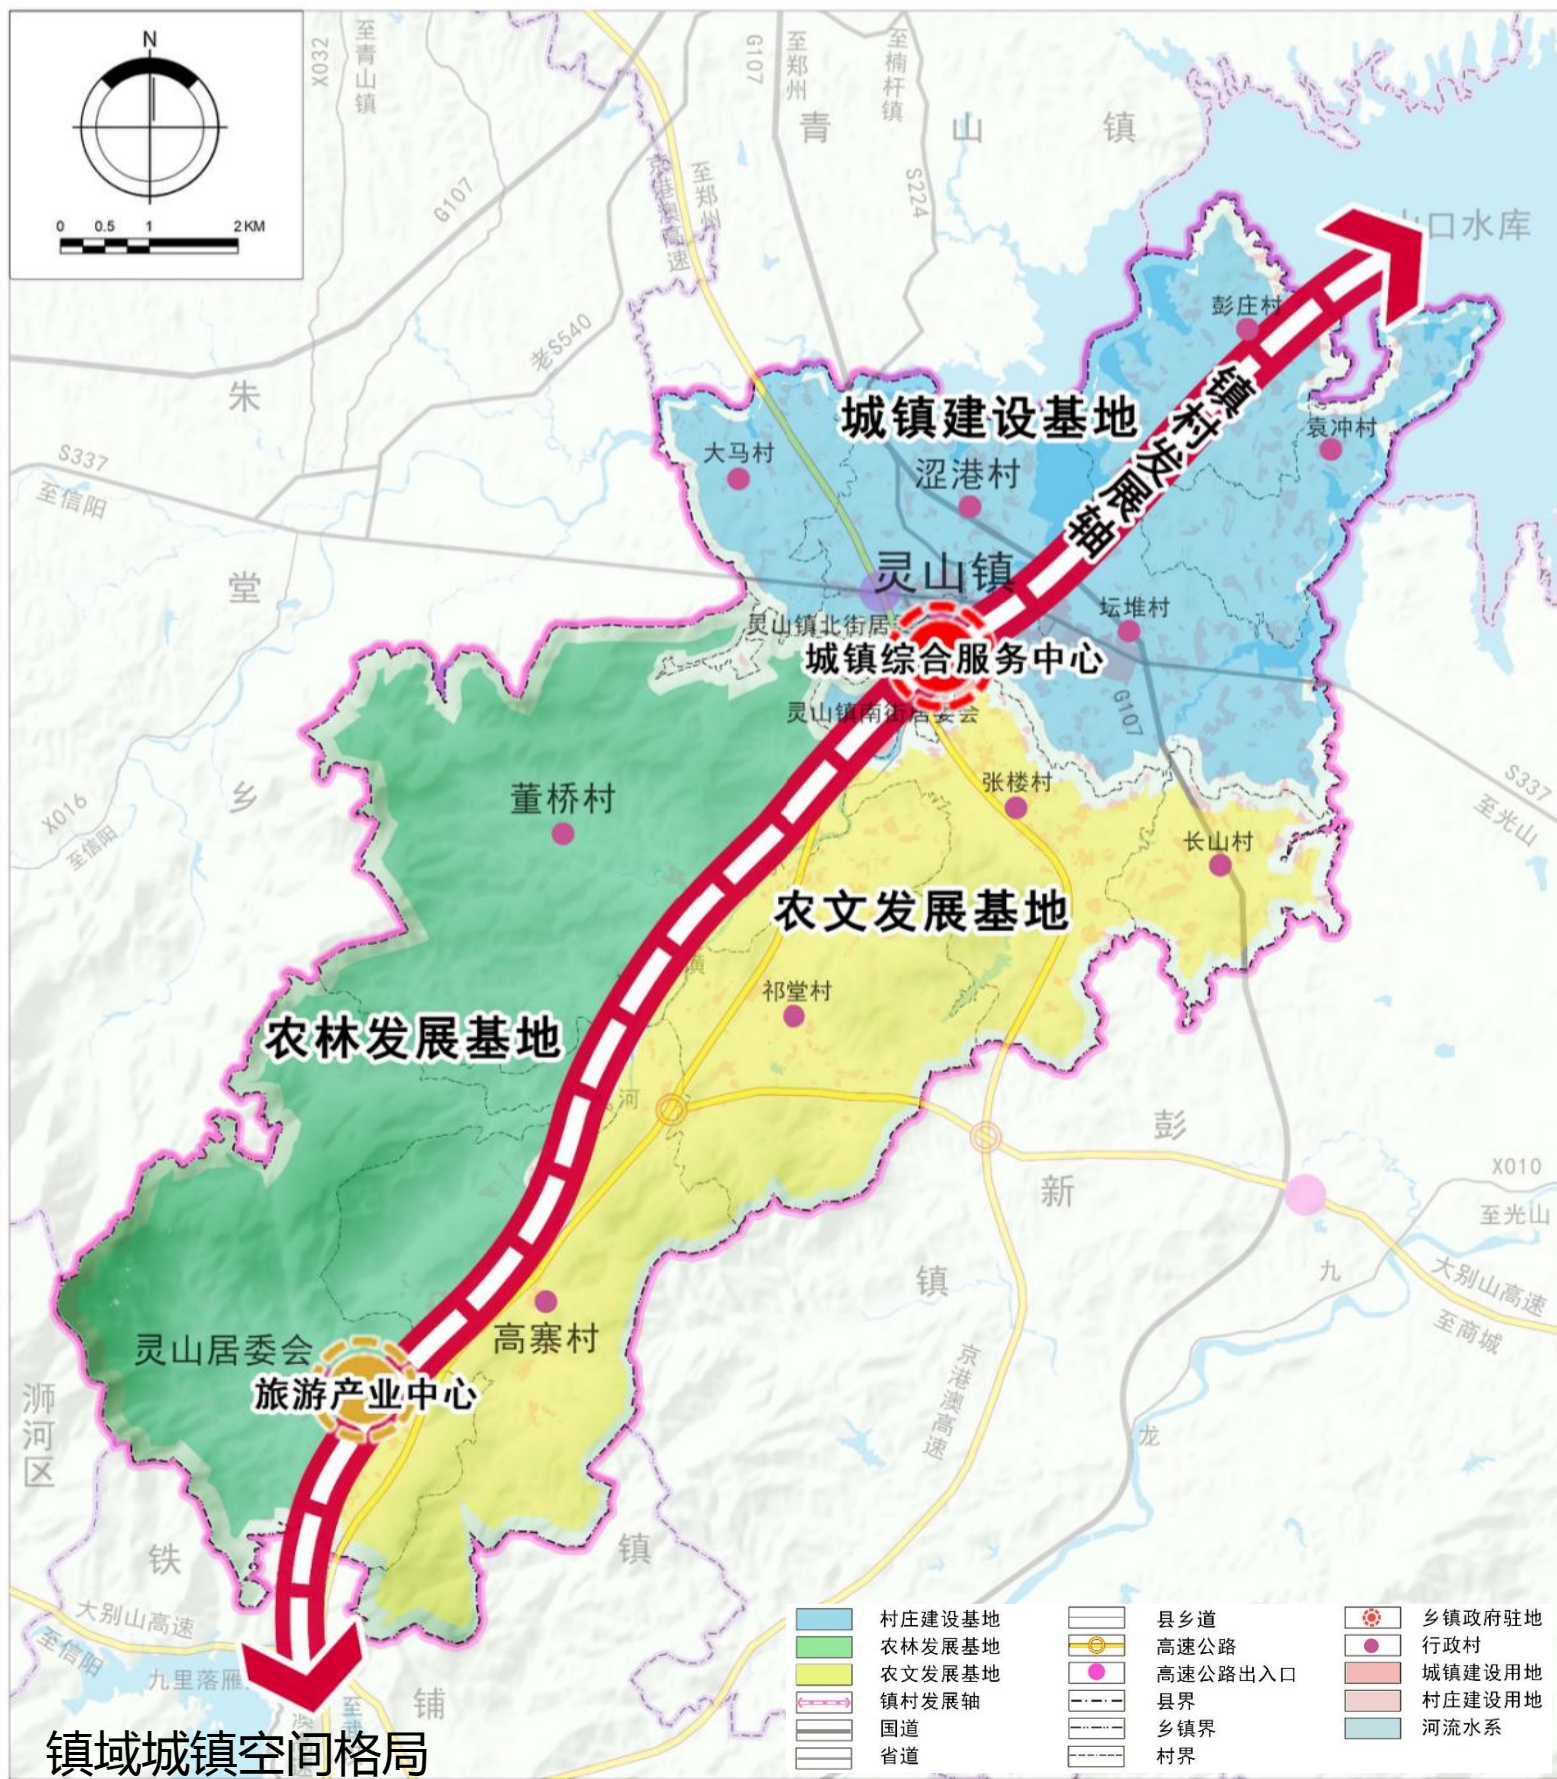 N
0 0.5 1 2KM
X032
至青山镇
G107
至郑州
至楠杆镇
青山镇
G107
京港澳高速
至郑州
S224
山口水库
彭庄村
老S540
朱堂乡
城镇建设基地
镇村发展轴
袁冲村
大马村
涩港村
S337
至信阳
灵山镇
坛堆村
灵山镇北街居
城镇综合服务中心
灵山镇南街居委会
G107
张楼村
S337
至光山
X016
至信阳
董桥村
长山村
农文发展基地
潢
祁堂村
农林发展基地
河
彭新镇
X010
至光山
九
大别山高速
至商城
灵山居委会
高寨村
旅游产业中心
京港澳高速
龙
浉河区
铁铺镇
大别山高速
至信阳
九里落雁
至武
澳
速
村庄建设基地
农林发展基地
农文发展基地
镇村发展轴
国道
省道
县乡道
高速公路
高速公路出入口
县界
乡镇界
村界
乡镇政府驻地
行政村
城镇建设用地
村庄建设用地
河流水系
镇域城镇空间格局